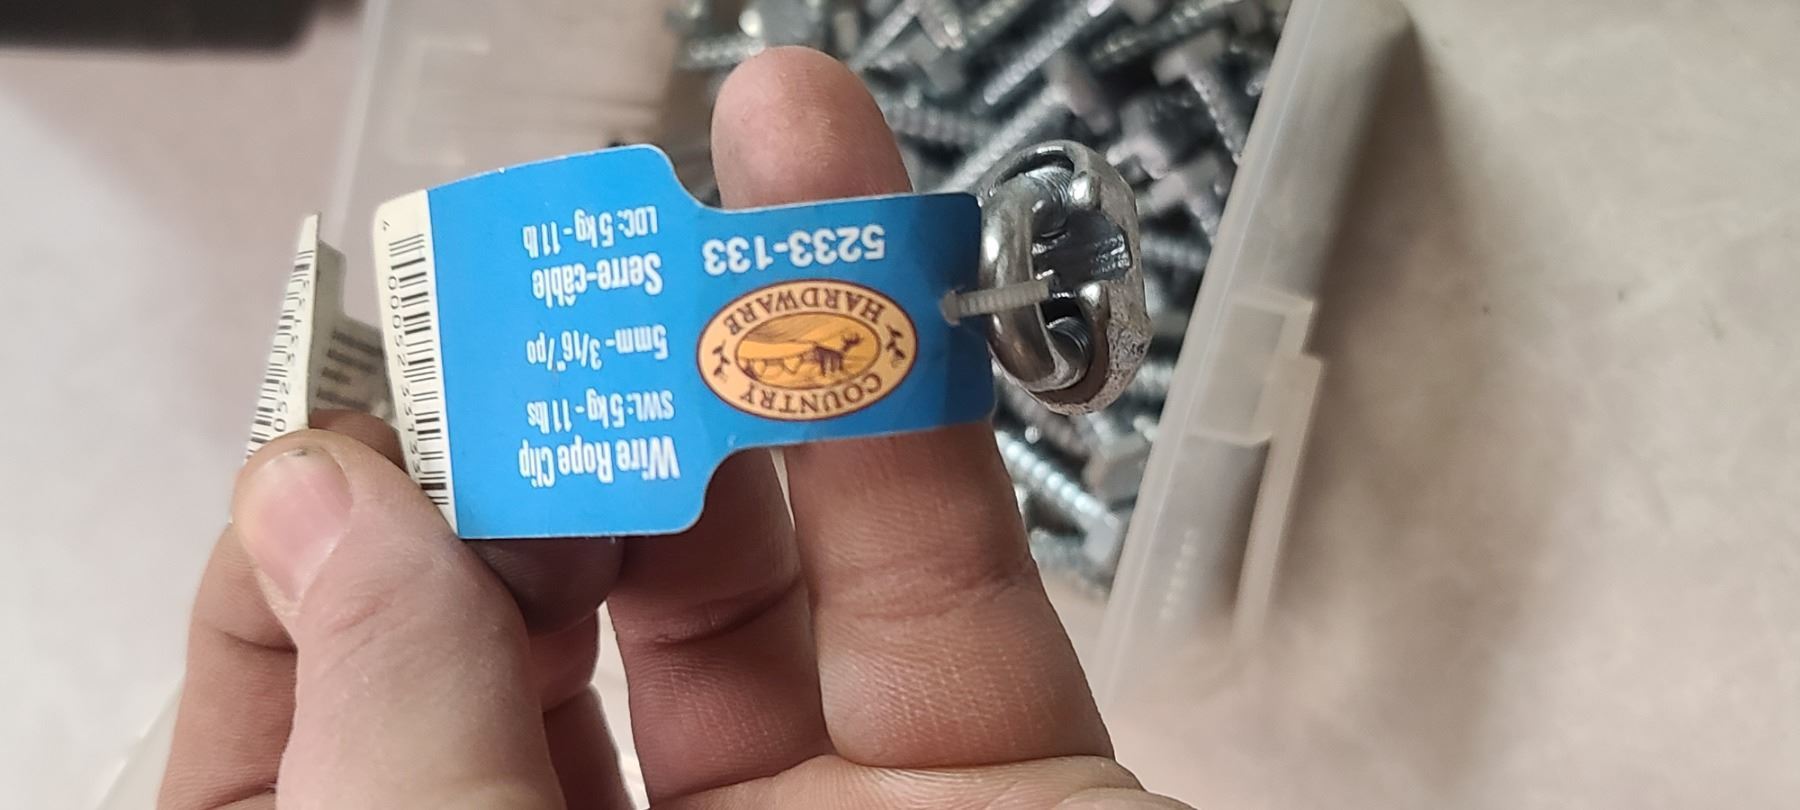 5233-133
COUNTRY
HARDWARE
Wire Rope Clip
SWL: 5 kg - 11 lbs
5mm - 3/16"/po
Serre-câble
LDC: 5 kg - 11 lb